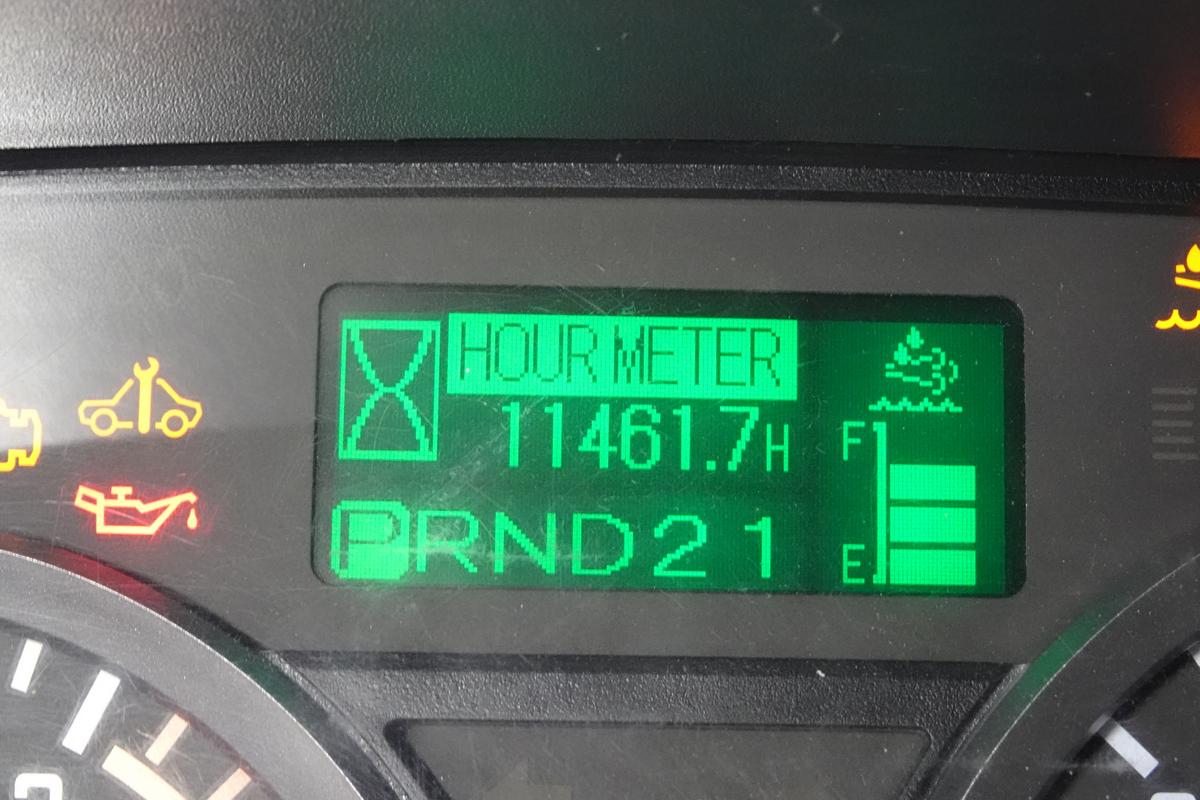 HOUR METER
11461.7H
PRND21
F
E